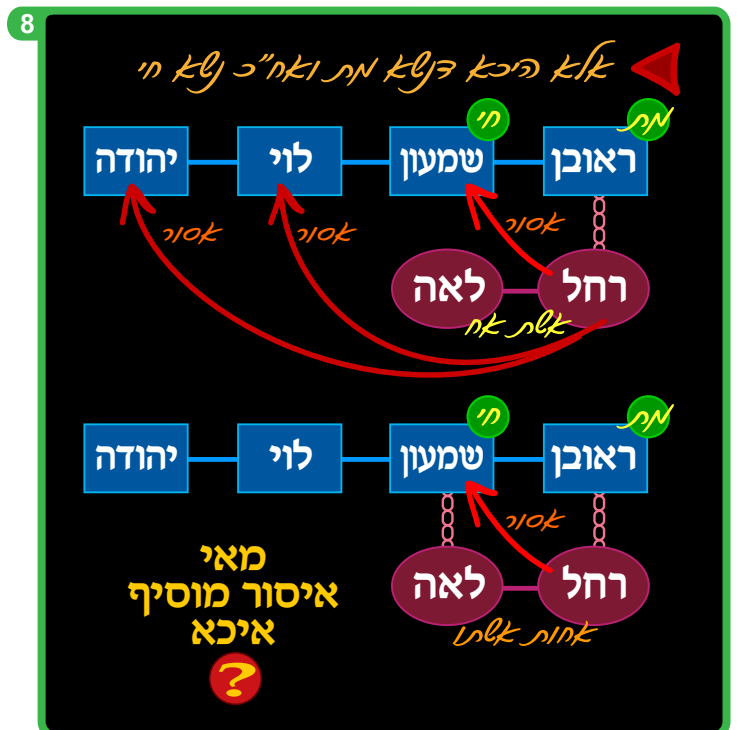 8
אלא היכא דנשא מת ואח"כ נשא חי
חי מת
ראובן שמעון לוי יהודה
אסור אסור אסור
רחל לאה
אשת אח
חי מת
ראובן שמעון לוי יהודה
אסור
רחל לאה
אחות אשתו
מאי
איסור מוסיף
איכא
?